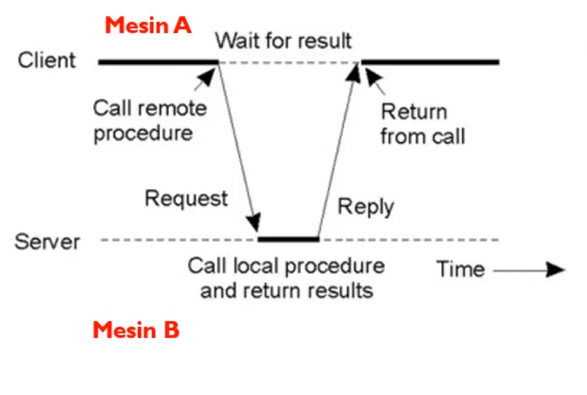 Mesin A
Wait for result
Client
Call remote
procedure
Return
from call
Request
Reply
Server
Call local procedure
and return results
Time
Mesin B